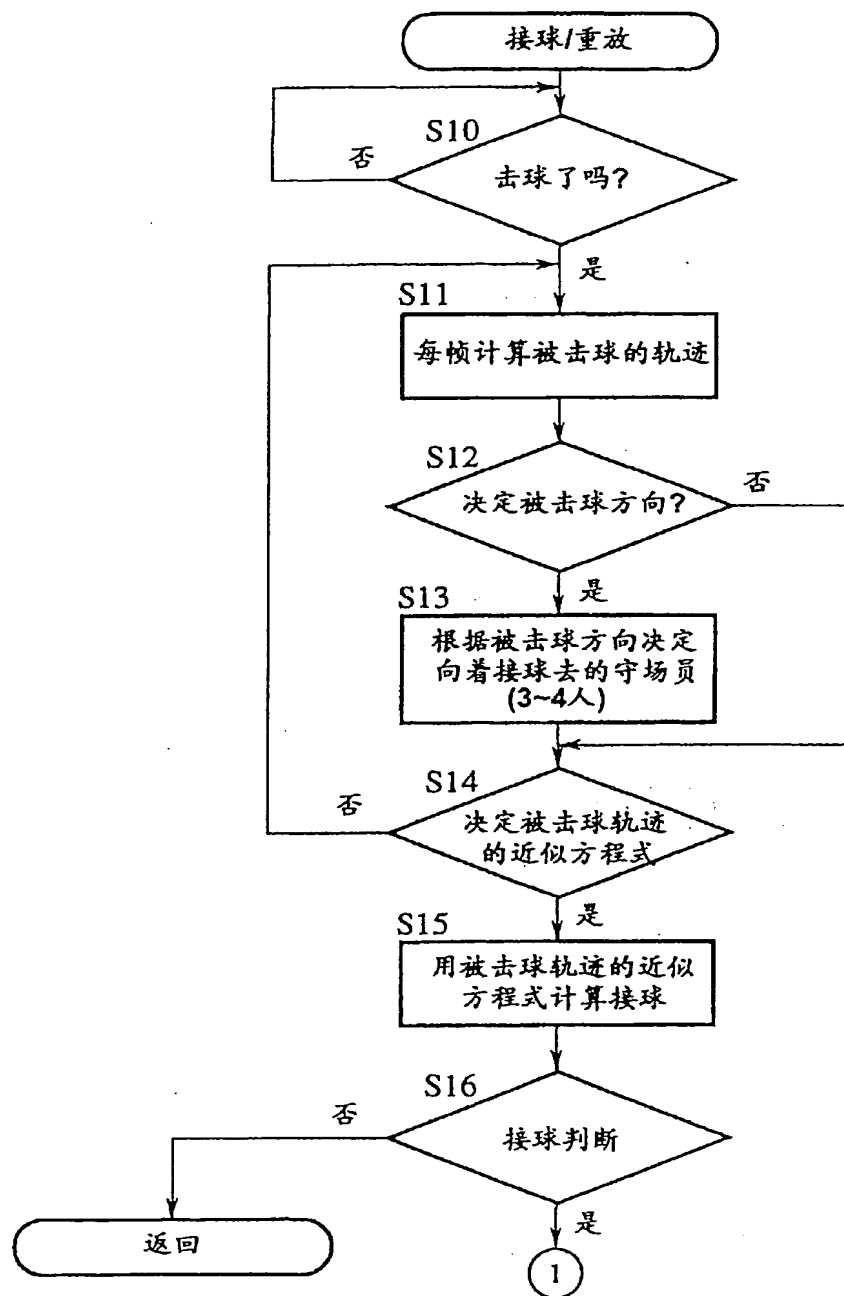 接球/重放
S10
否
击球了吗?
是
S11
每帧计算被击球的轨迹
S12
否
决定被击球方向?
是
S13
根据被击球方向决定
向着接球去的守场员
(3~4人)
S14
否
决定被击球轨迹
的近似方程式
是
S15
用被击球轨迹的近似
方程式计算接球
S16
否
接球判断
是
返回
1